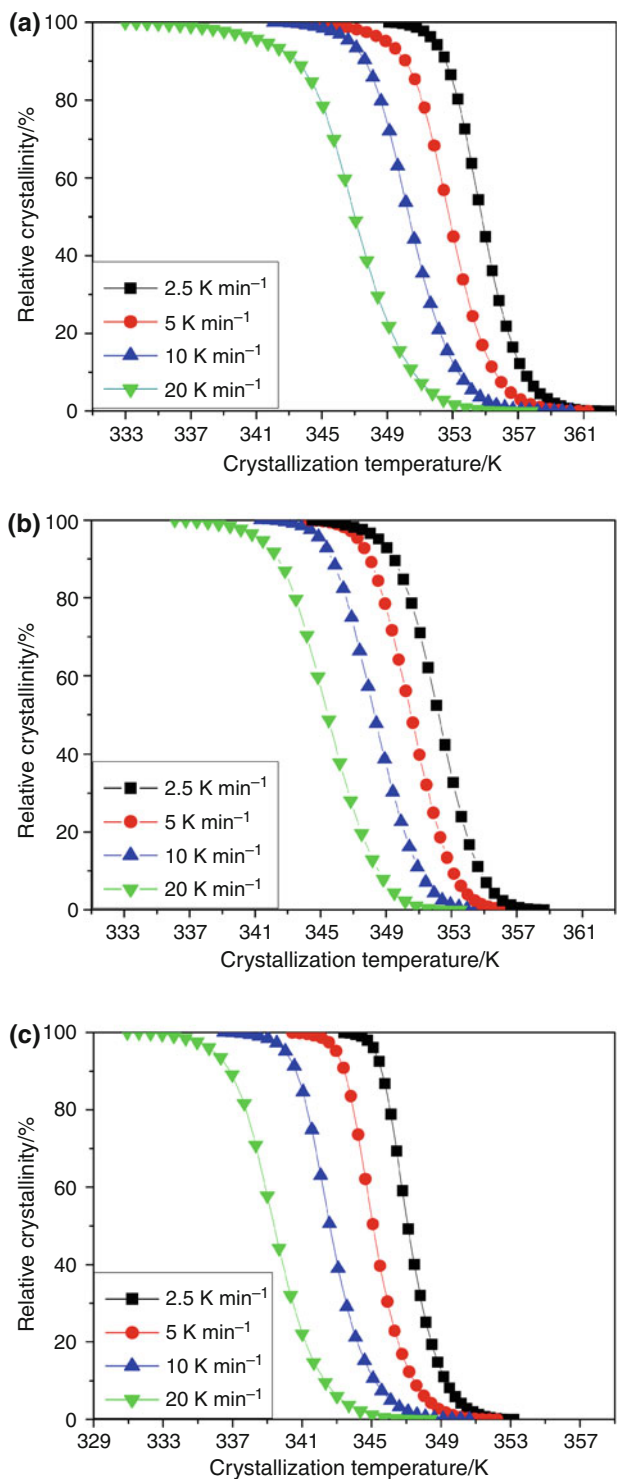 (a)
100
80
60
40
20
0
Relative crystallinity/%
2.5 K min⁻¹
5 K min⁻¹
10 K min⁻¹
20 K min⁻¹
333 337 341 345 349 353 357 361
Crystallization temperature/K
(b)
100
80
60
40
20
0
Relative crystallinity/%
2.5 K min⁻¹
5 K min⁻¹
10 K min⁻¹
20 K min⁻¹
333 337 341 345 349 353 357 361
Crystallization temperature/K
(c)
100
80
60
40
20
0
Relative crystallinity/%
2.5 K min⁻¹
5 K min⁻¹
10 K min⁻¹
20 K min⁻¹
329 333 337 341 345 349 353 357
Crystallization temperature/K